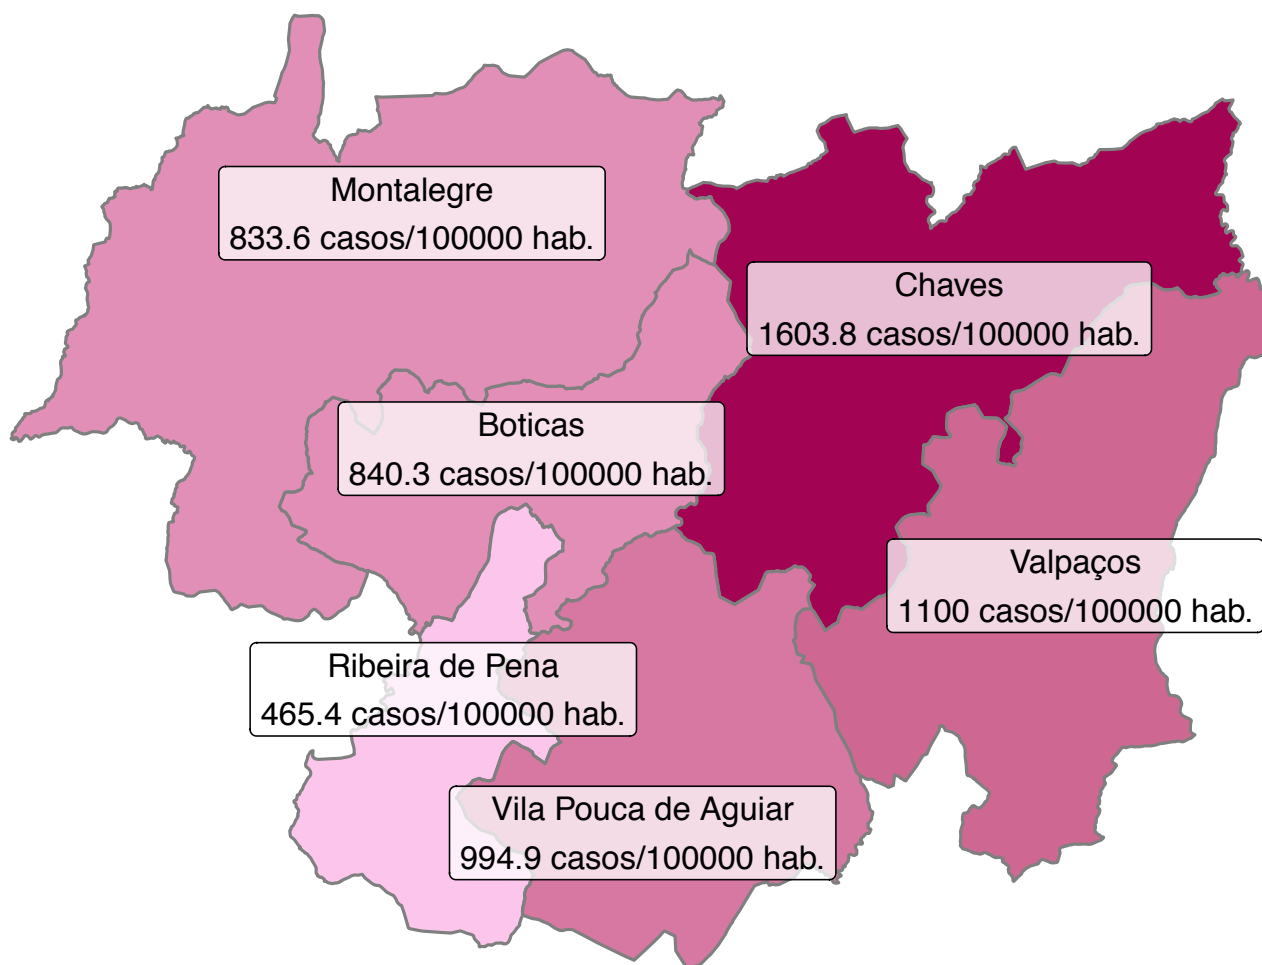 Montalegre
833.6 casos/100000 hab.
Chaves
1603.8 casos/100000 hab.
Boticas
840.3 casos/100000 hab.
Valpaços
1100 casos/100000 hab.
Ribeira de Pena
465.4 casos/100000 hab.
Vila Pouca de Aguiar
994.9 casos/100000 hab.